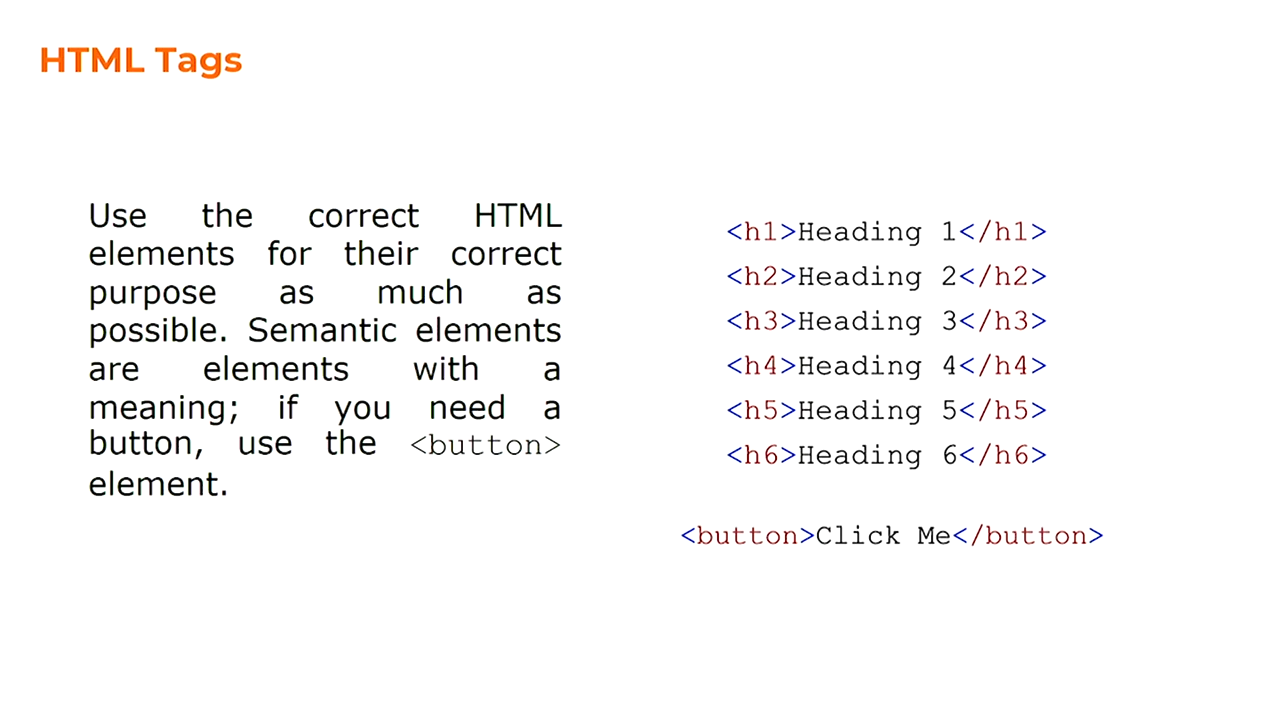 HTML Tags
Use the correct HTML
elements for their correct
purpose as much as
possible. Semantic elements
are elements with a
meaning; if you need a
button, use the <button>
element.
<h1>Heading 1</h1>
<h2>Heading 2</h2>
<h3>Heading 3</h3>
<h4>Heading 4</h4>
<h5>Heading 5</h5>
<h6>Heading 6</h6>
<button>Click Me</button>